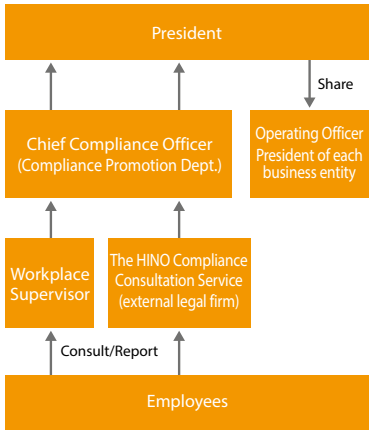 President
Share
Chief Compliance Officer
(Compliance Promotion Dept.)
Operating Officer
President of each
business entity
Workplace
Supervisor
The HINO Compliance
Consultation Service
(external legal firm)
Consult/Report
Employees